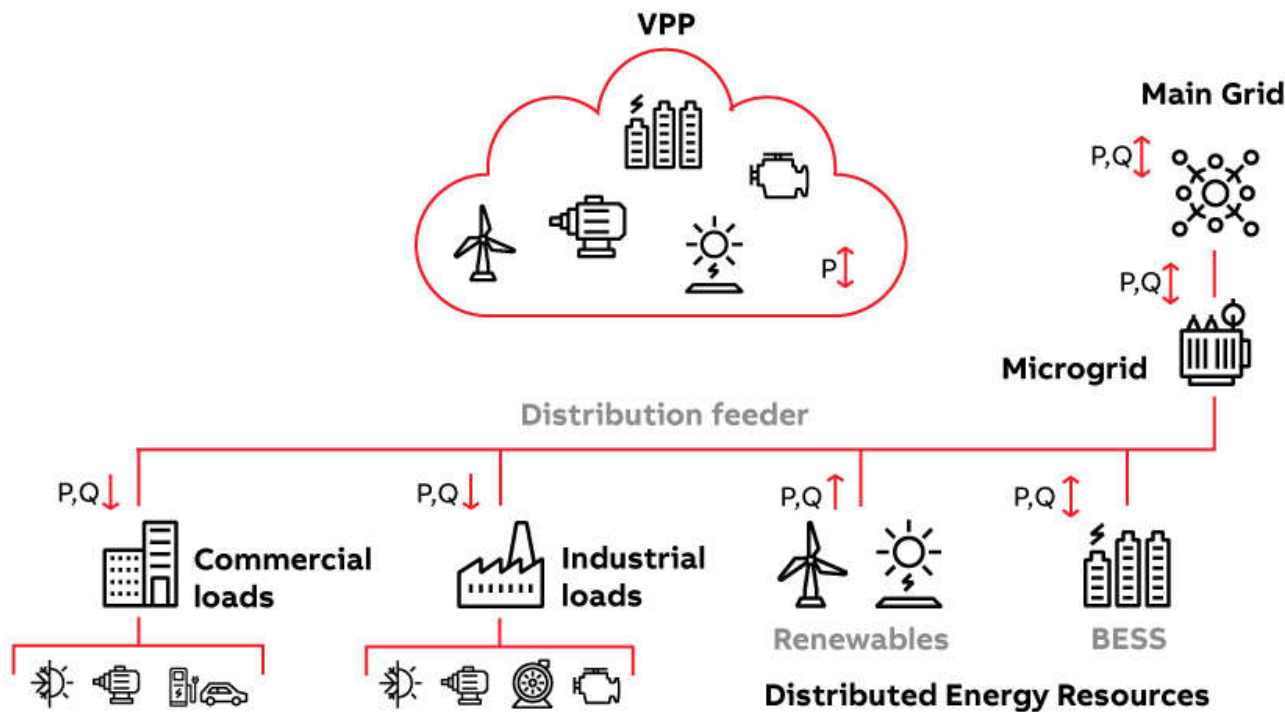 VPP
Main Grid
P,Q
P
P,Q
Microgrid
Distribution feeder
P,Q
P,Q
P,Q
P,Q
Commercial
loads
Industrial
loads
Renewables
BESS
Distributed Energy Resources